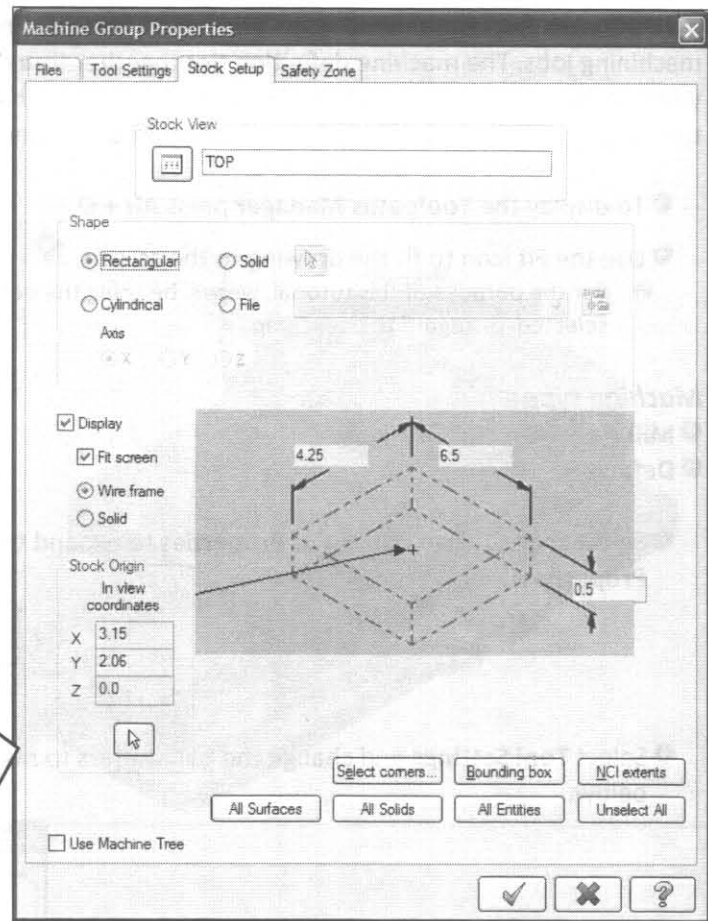 Machine Group Properties
Files
Tool Settings
Stock Setup
Safety Zone
Stock View
TOP
Shape
Rectangular
Solid
Cylindrical
File
Axis
X
Y
Z
Display
Fit screen
Wire frame
Solid
4.25
6.5
0.5
Stock Origin
In view
coordinates
X 3.15
Y 2.06
Z 0.0
Select corners...
Bounding box
NCI extents
All Surfaces
All Solids
All Entities
Unselect All
Use Machine Tree